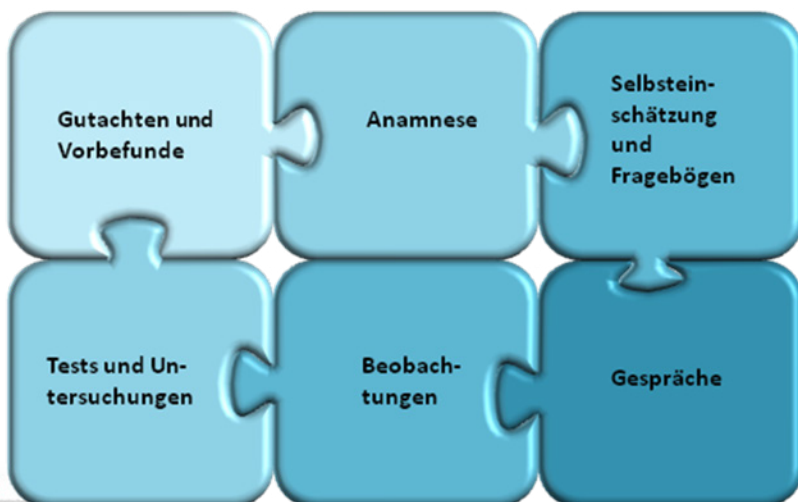 Gutachten und
Vorbefunde
Anamnese
Selbstein-
schätzung
und
Fragebögen
Tests und Un-
tersuchungen
Beobach-
tungen
Gespräche